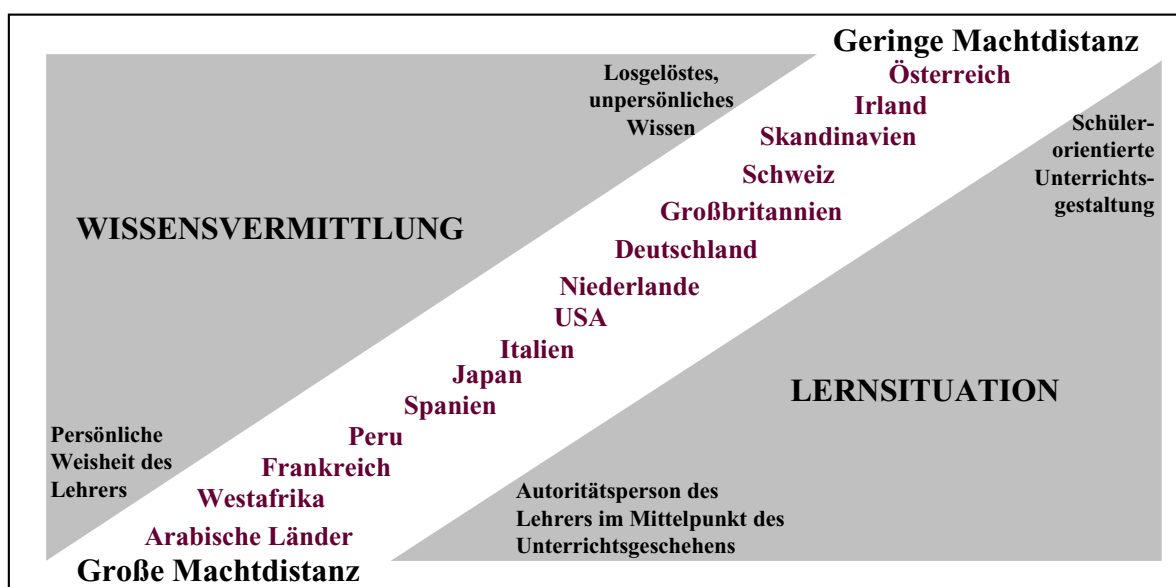 Geringe Machtdistanz
Losgelöstes,
unpersönliches
Wissen
Österreich
Irland
Skandinavien
Schweiz
Großbritannien
Deutschland
Niederlande
USA
Italien
Japan
Spanien
Peru
Frankreich
Westafrika
Arabische Länder
Große Machtdistanz
WISSENSVERMITTLUNG
Persönliche
Weisheit des
Lehrers
Schüler-
orientierte
Unterrichts-
gestaltung
LERNSITUATION
Autoritätsperson des
Lehrers im Mittelpunkt des
Unterrichtsgeschehens